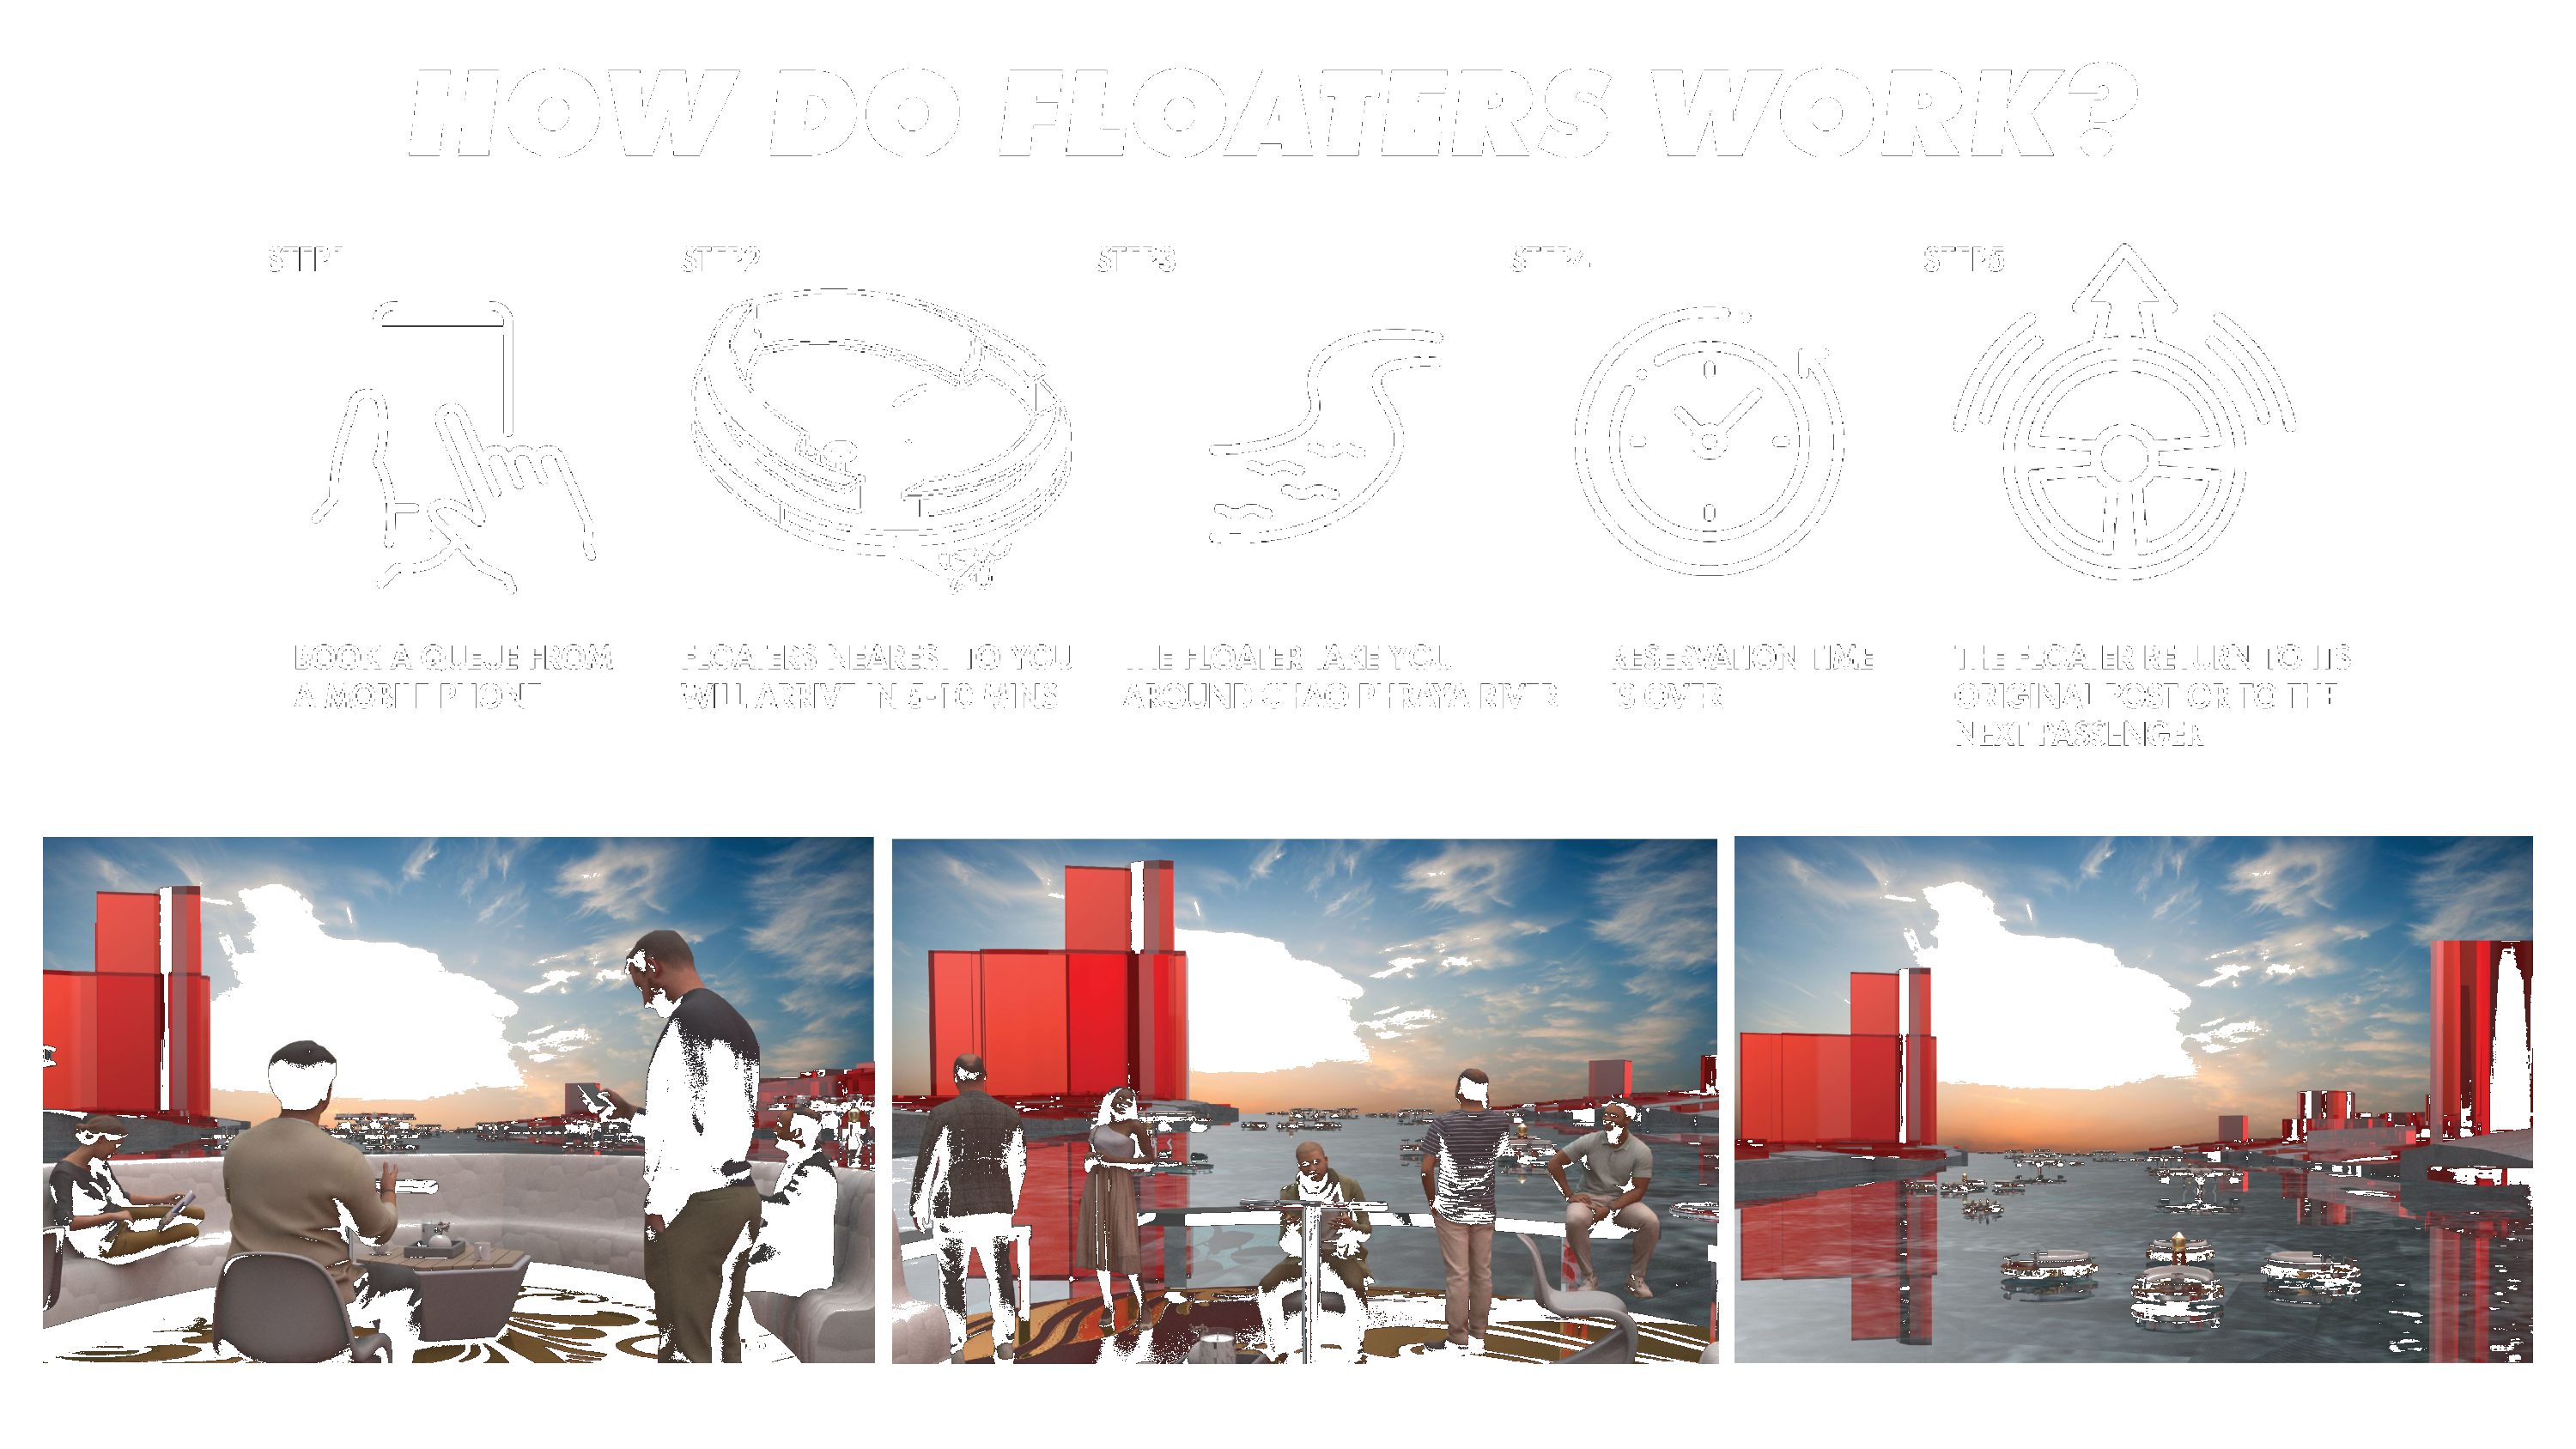 HOW DO FLOATERS WORK?
STEP1
STEP2
STEP3
STEP4
STEP5
BOOK A QUEUE FROM
A MOBILE PHONE
FLOATERS NEAREST TO YOU
WILL ARRIVE IN 5-10 MINS
THE FLOATER TAKE YOU
AROUND CHAO PHRAYA RIVER
RESERVATION TIME
IS OVER
THE FLOATER RETURN TO ITS
ORIGINAL POST OR TO THE
NEXT PASSENGER